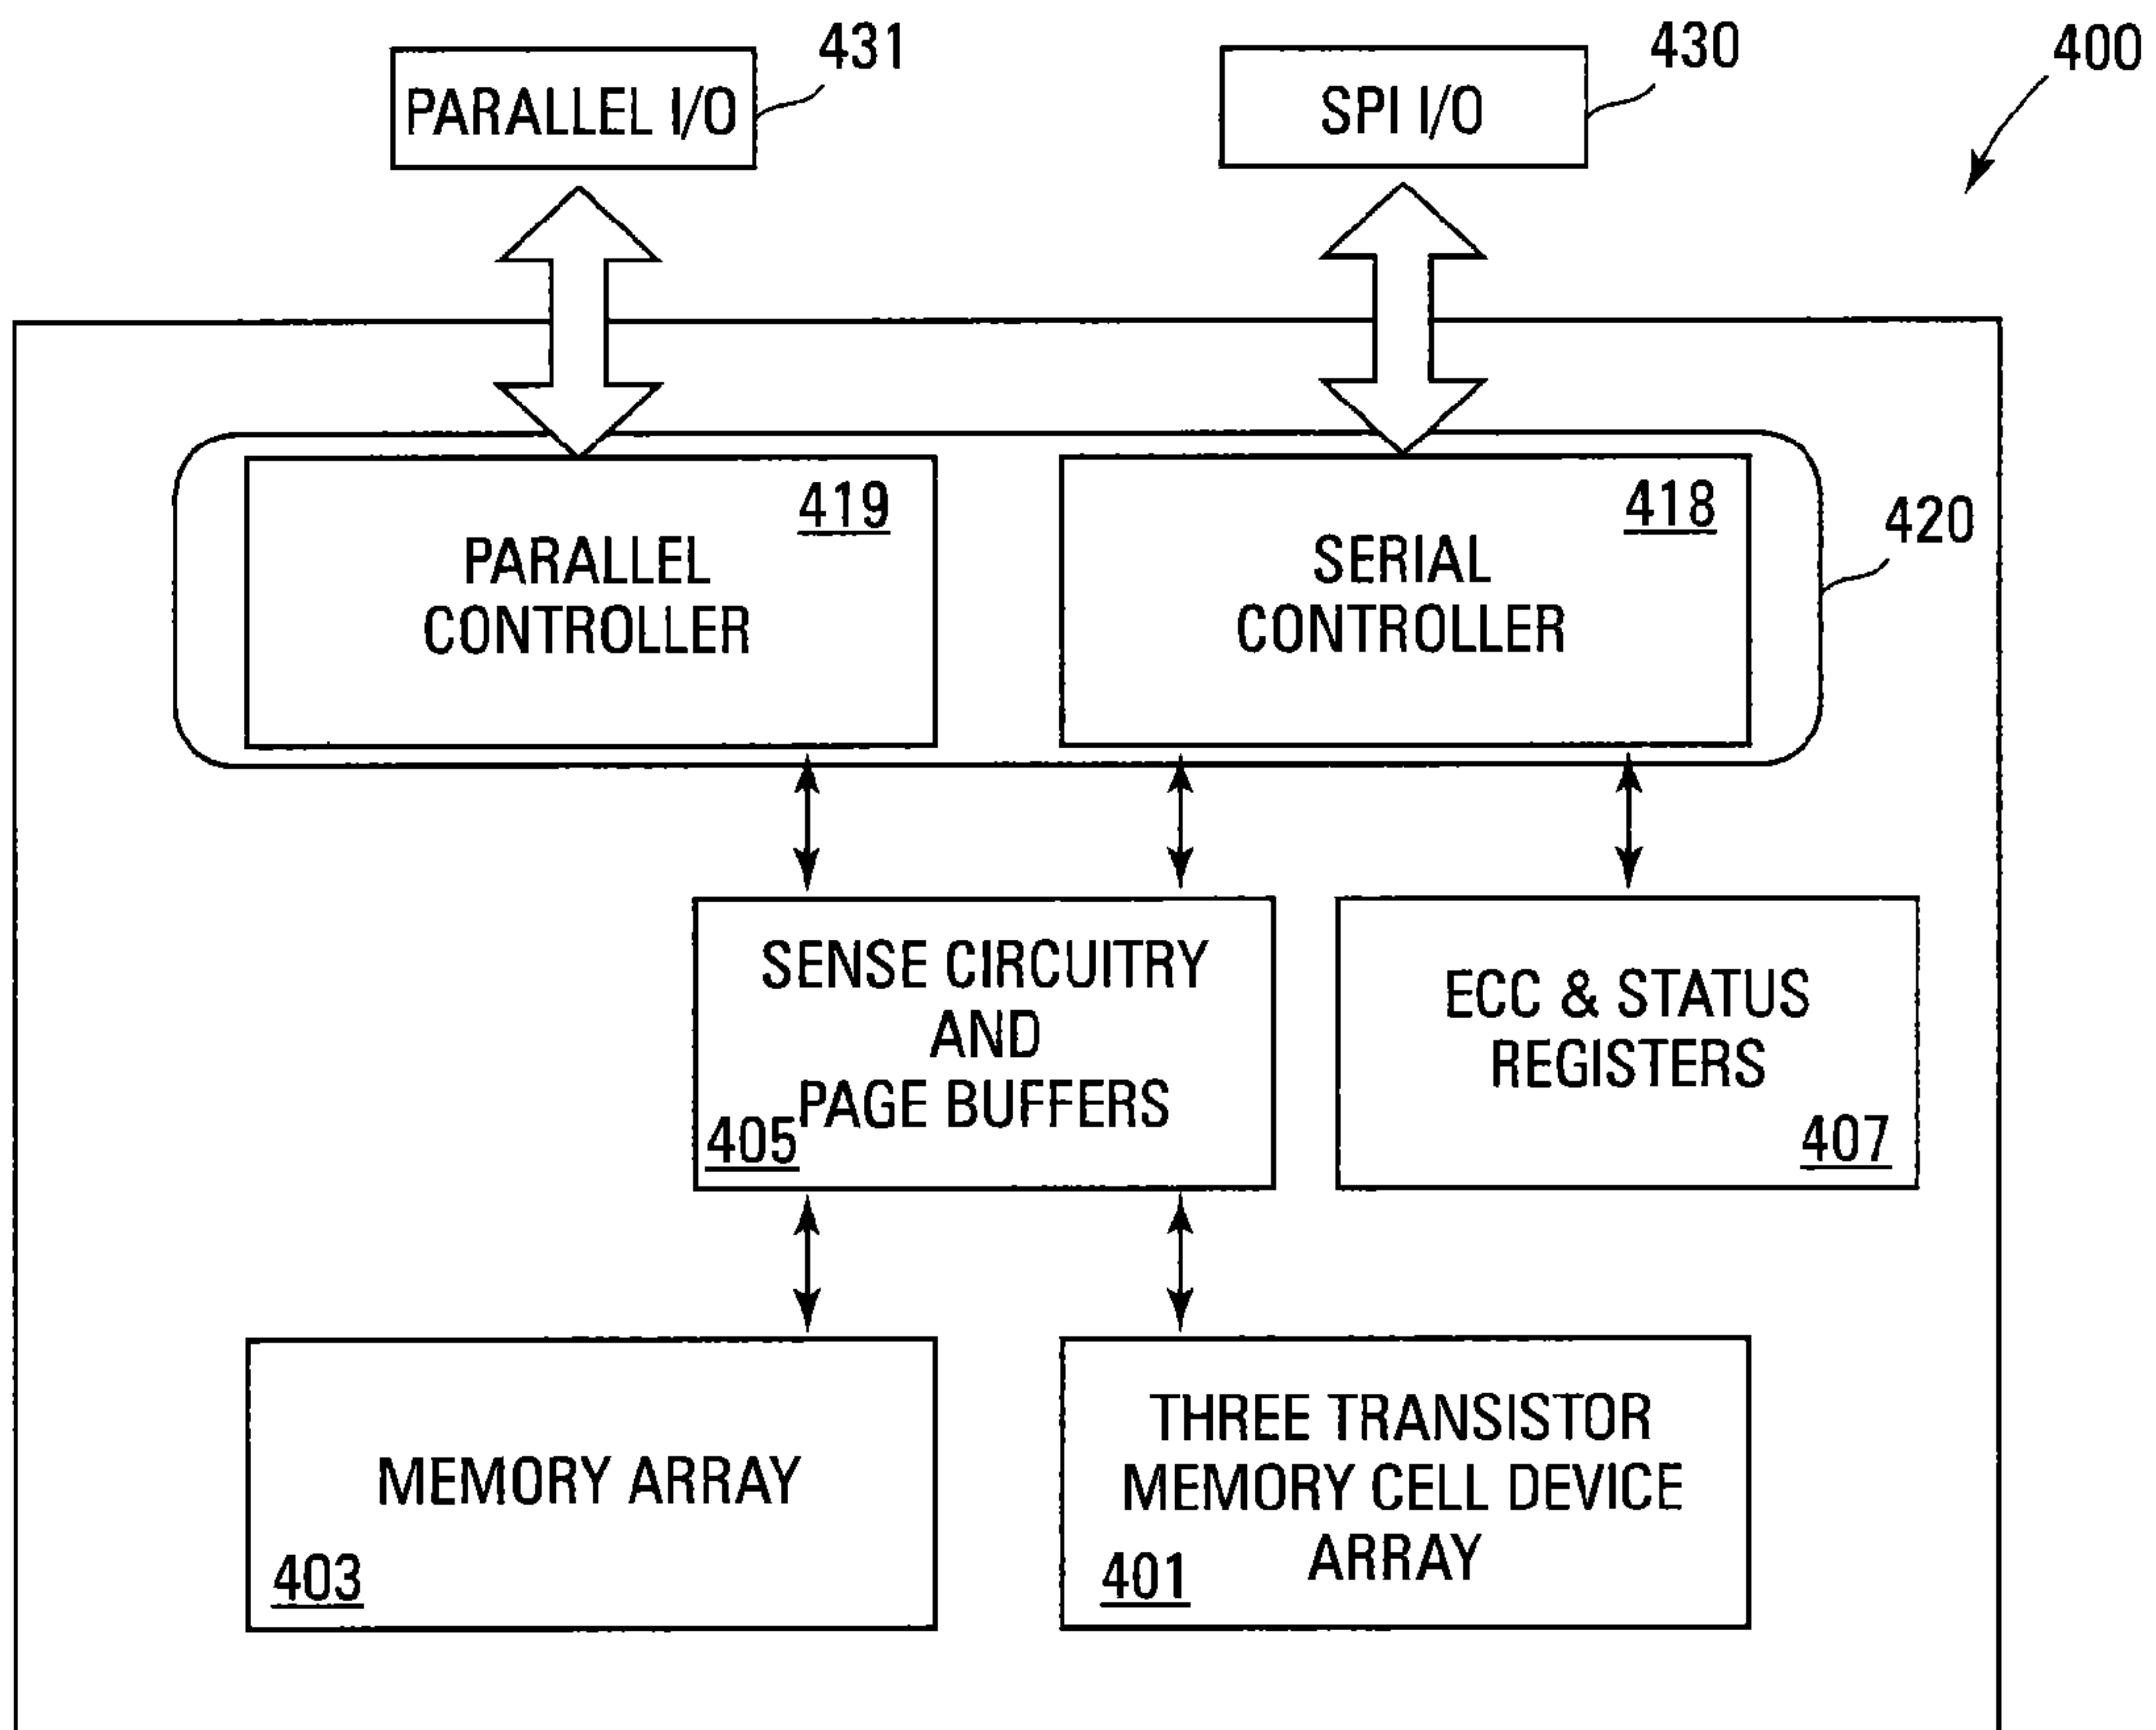 431
430
400
PARALLEL I/O
SPI I/O
419
418
420
PARALLEL
CONTROLLER
SERIAL
CONTROLLER
SENSE CIRCUITRY
AND
PAGE BUFFERS
405
ECC & STATUS
REGISTERS
407
MEMORY ARRAY
403
THREE TRANSISTOR
MEMORY CELL DEVICE
ARRAY
401